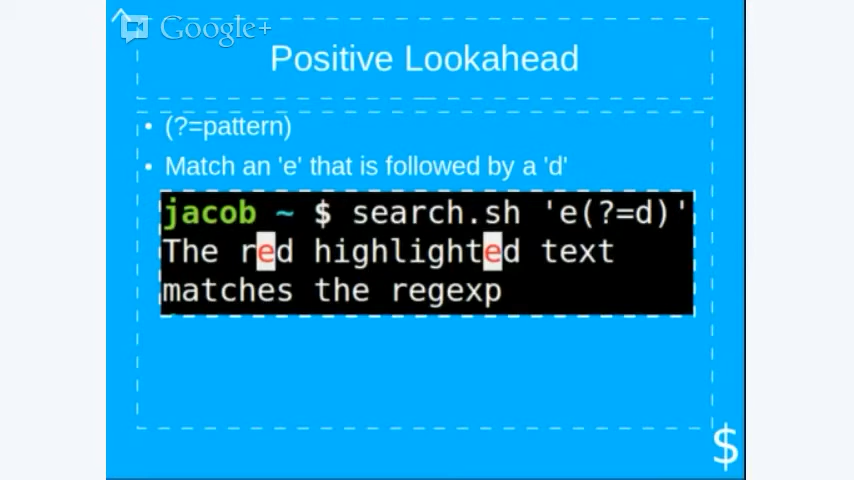 ^
Google+
Positive Lookahead
• (?=pattern)
• Match an 'e' that is followed by a 'd'
jacob ~ $ search.sh 'e(?=d)'
The red highlighted text
matches the regexp
$